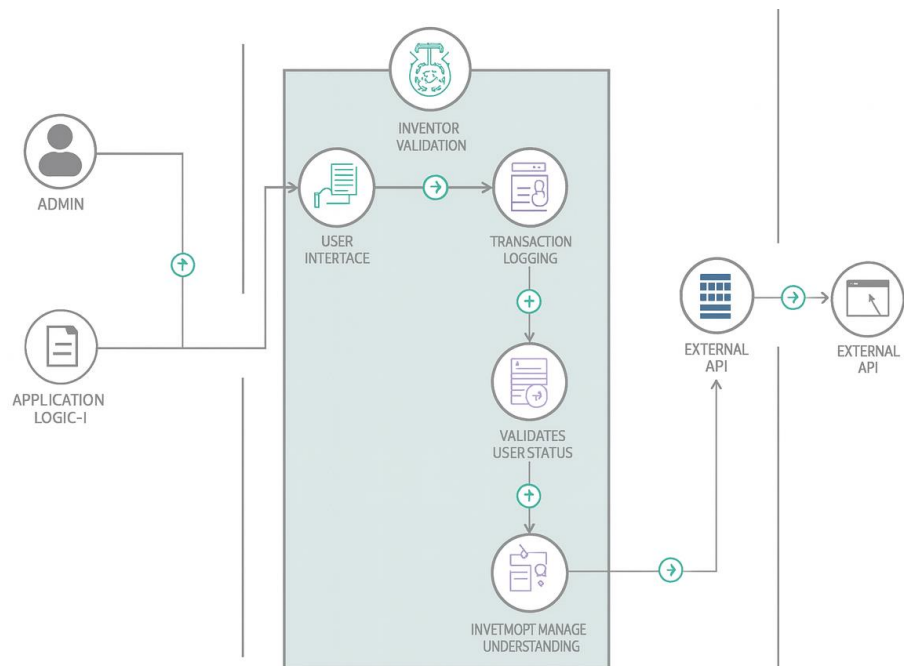 INVENTOR
VALIDATION
ADMIN
USER
INTERTACE
TRANSACTION
LOGGING
APPLICATION
LOGIC-I
EXTERNAL
API
EXTERNAL
API
VALIDATES
USER STATUS
INVETMOPT MANAGE
UNDERSTANDING